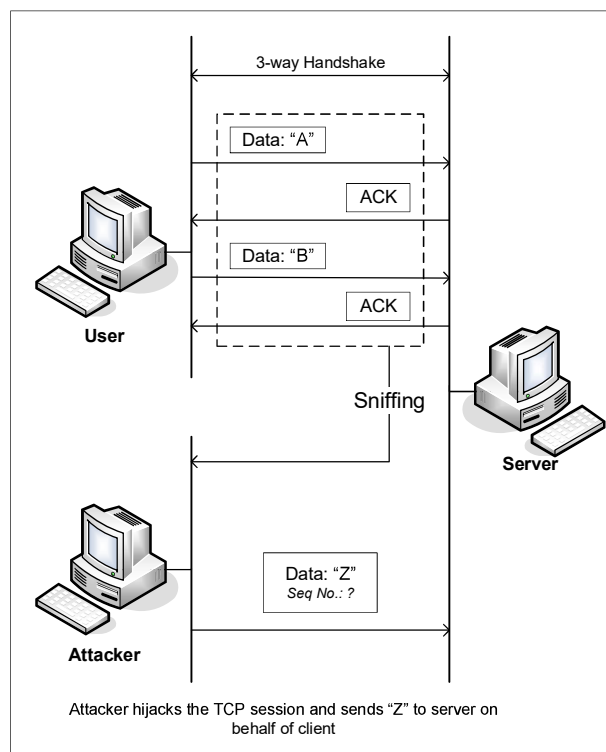 3-way Handshake
Data: “A”
ACK
Data: “B”
ACK
User
Sniffing
Server
Data: “Z”
Seq No.: ?
Attacker
Attacker hijacks the TCP session and sends “Z” to server on
behalf of client